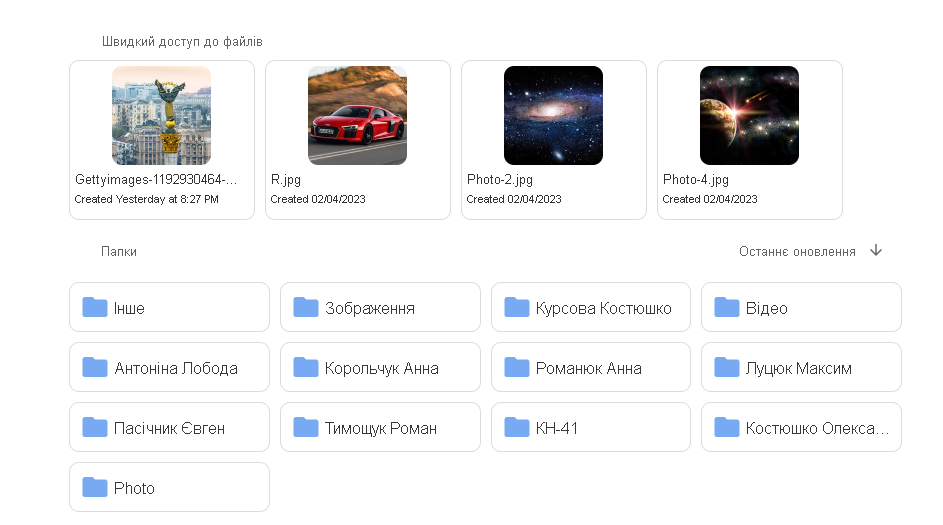 Швидкий доступ до файлів
Gettyimages-1192930464-...
Created Yesterday at 8:27 PM
R.jpg
Created 02/04/2023
Photo-2.jpg
Created 02/04/2023
Photo-4.jpg
Created 02/04/2023
Папки
Останнє оновлення
Інше
Зображення
Курсова Костюшко
Відео
Антоніна Лобода
Корольчук Анна
Романюк Анна
Луцюк Максим
Пасічник Євген
Тимощук Роман
КН-41
Костюшко Олекса...
Photo